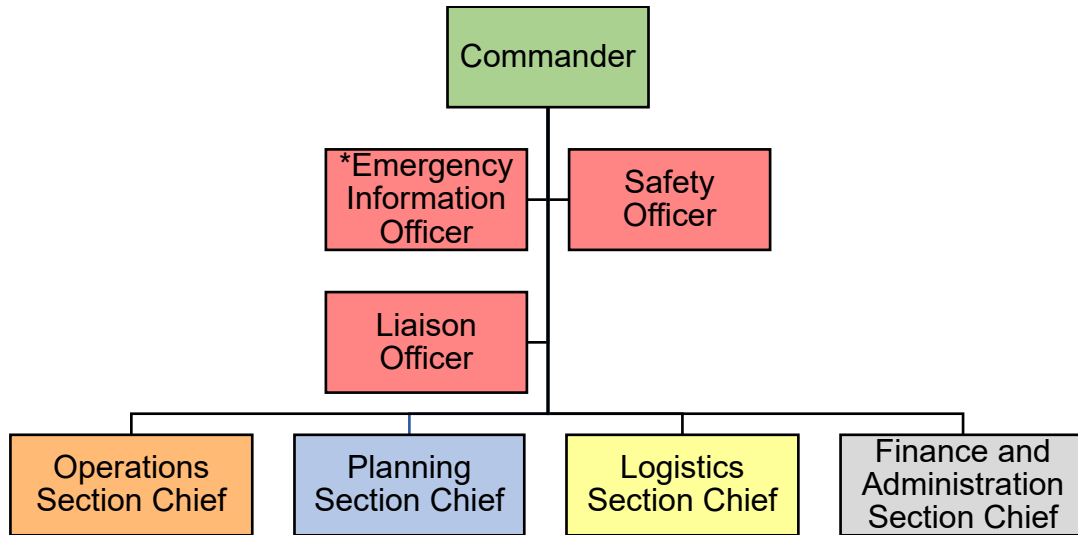 Commander
*Emergency
Information
Officer
Safety
Officer
Liaison
Officer
Operations
Section Chief
Planning
Section Chief
Logistics
Section Chief
Finance and
Administration
Section Chief